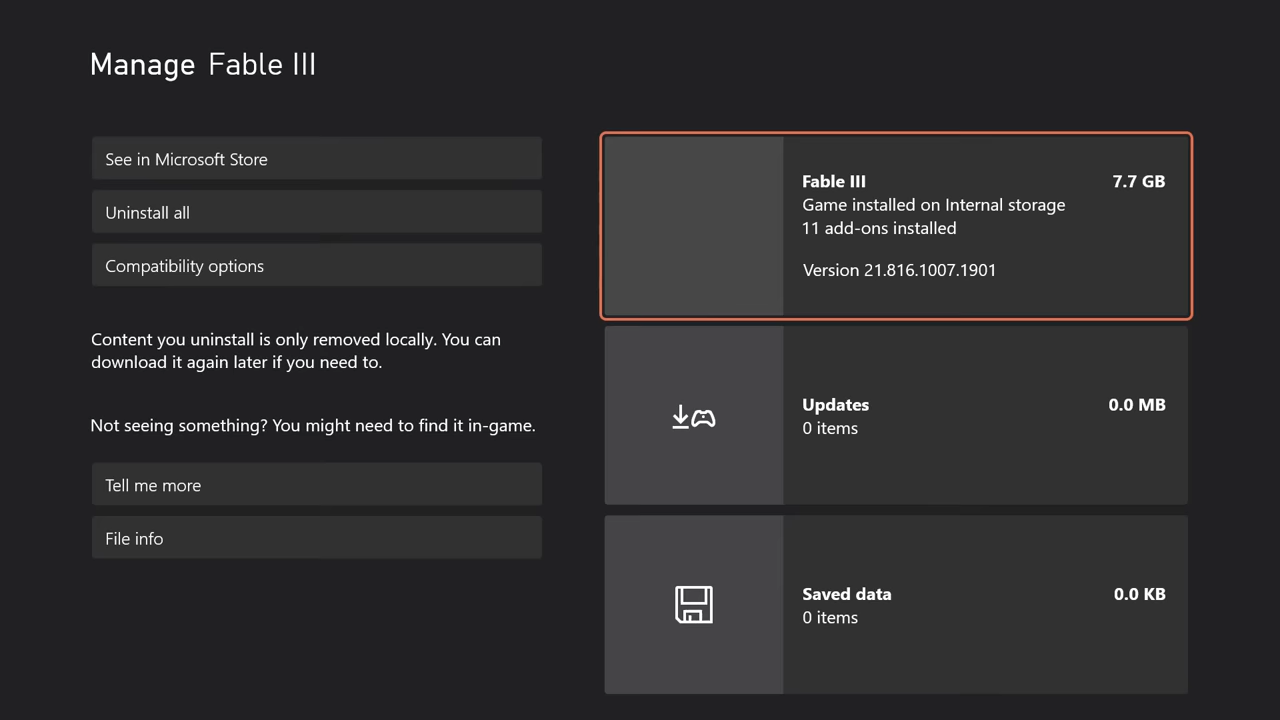 Manage Fable III
See in Microsoft Store
Uninstall all
Compatibility options
Content you uninstall is only removed locally. You can
download it again later if you need to.
Not seeing something? You might need to find it in-game.
Tell me more
File info
Fable III 7.7 GB
Game installed on Internal storage
11 add-ons installed
Version 21.816.1007.1901
Updates 0.0 MB
0 items
Saved data 0.0 KB
0 items